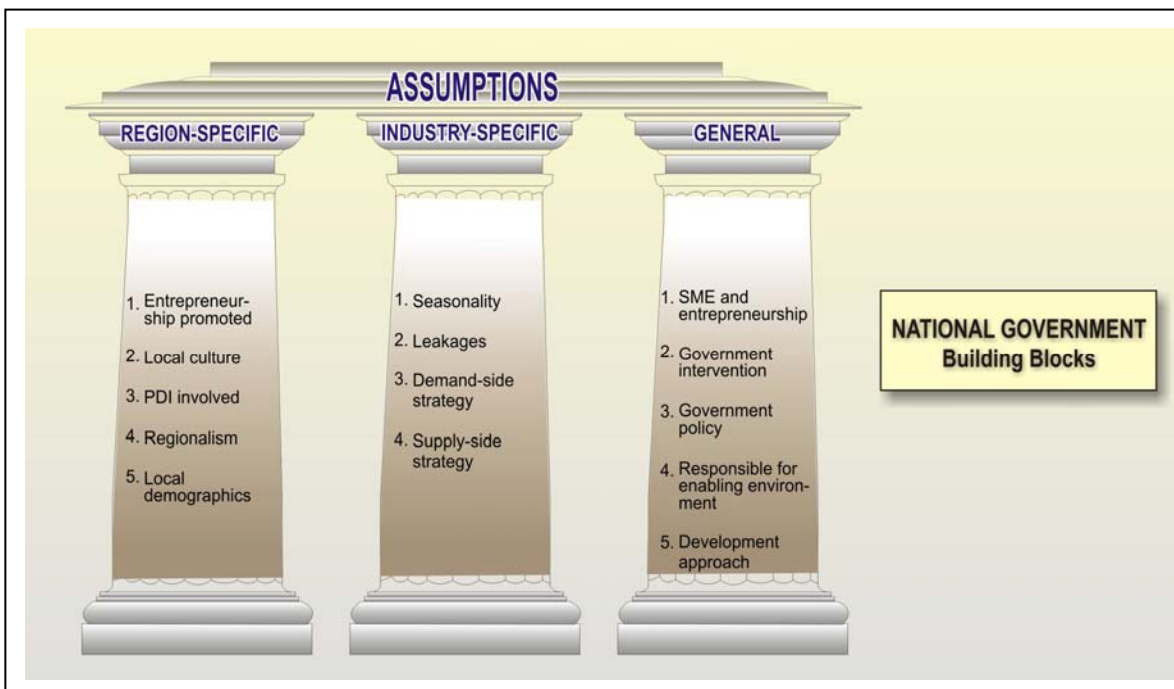 ASSUMPTIONS
REGION-SPECIFIC
1. Entrepreneur-
ship promoted
2. Local culture
3. PDI involved
4. Regionalism
5. Local
demographics
INDUSTRY-SPECIFIC
1. Seasonality
2. Leakages
3. Demand-side
strategy
4. Supply-side
strategy
GENERAL
1. SME and
entrepreneurship
2. Government
intervention
3. Government
policy
4. Responsible for
enabling environ-
ment
5. Development
approach
NATIONAL GOVERNMENT
Building Blocks